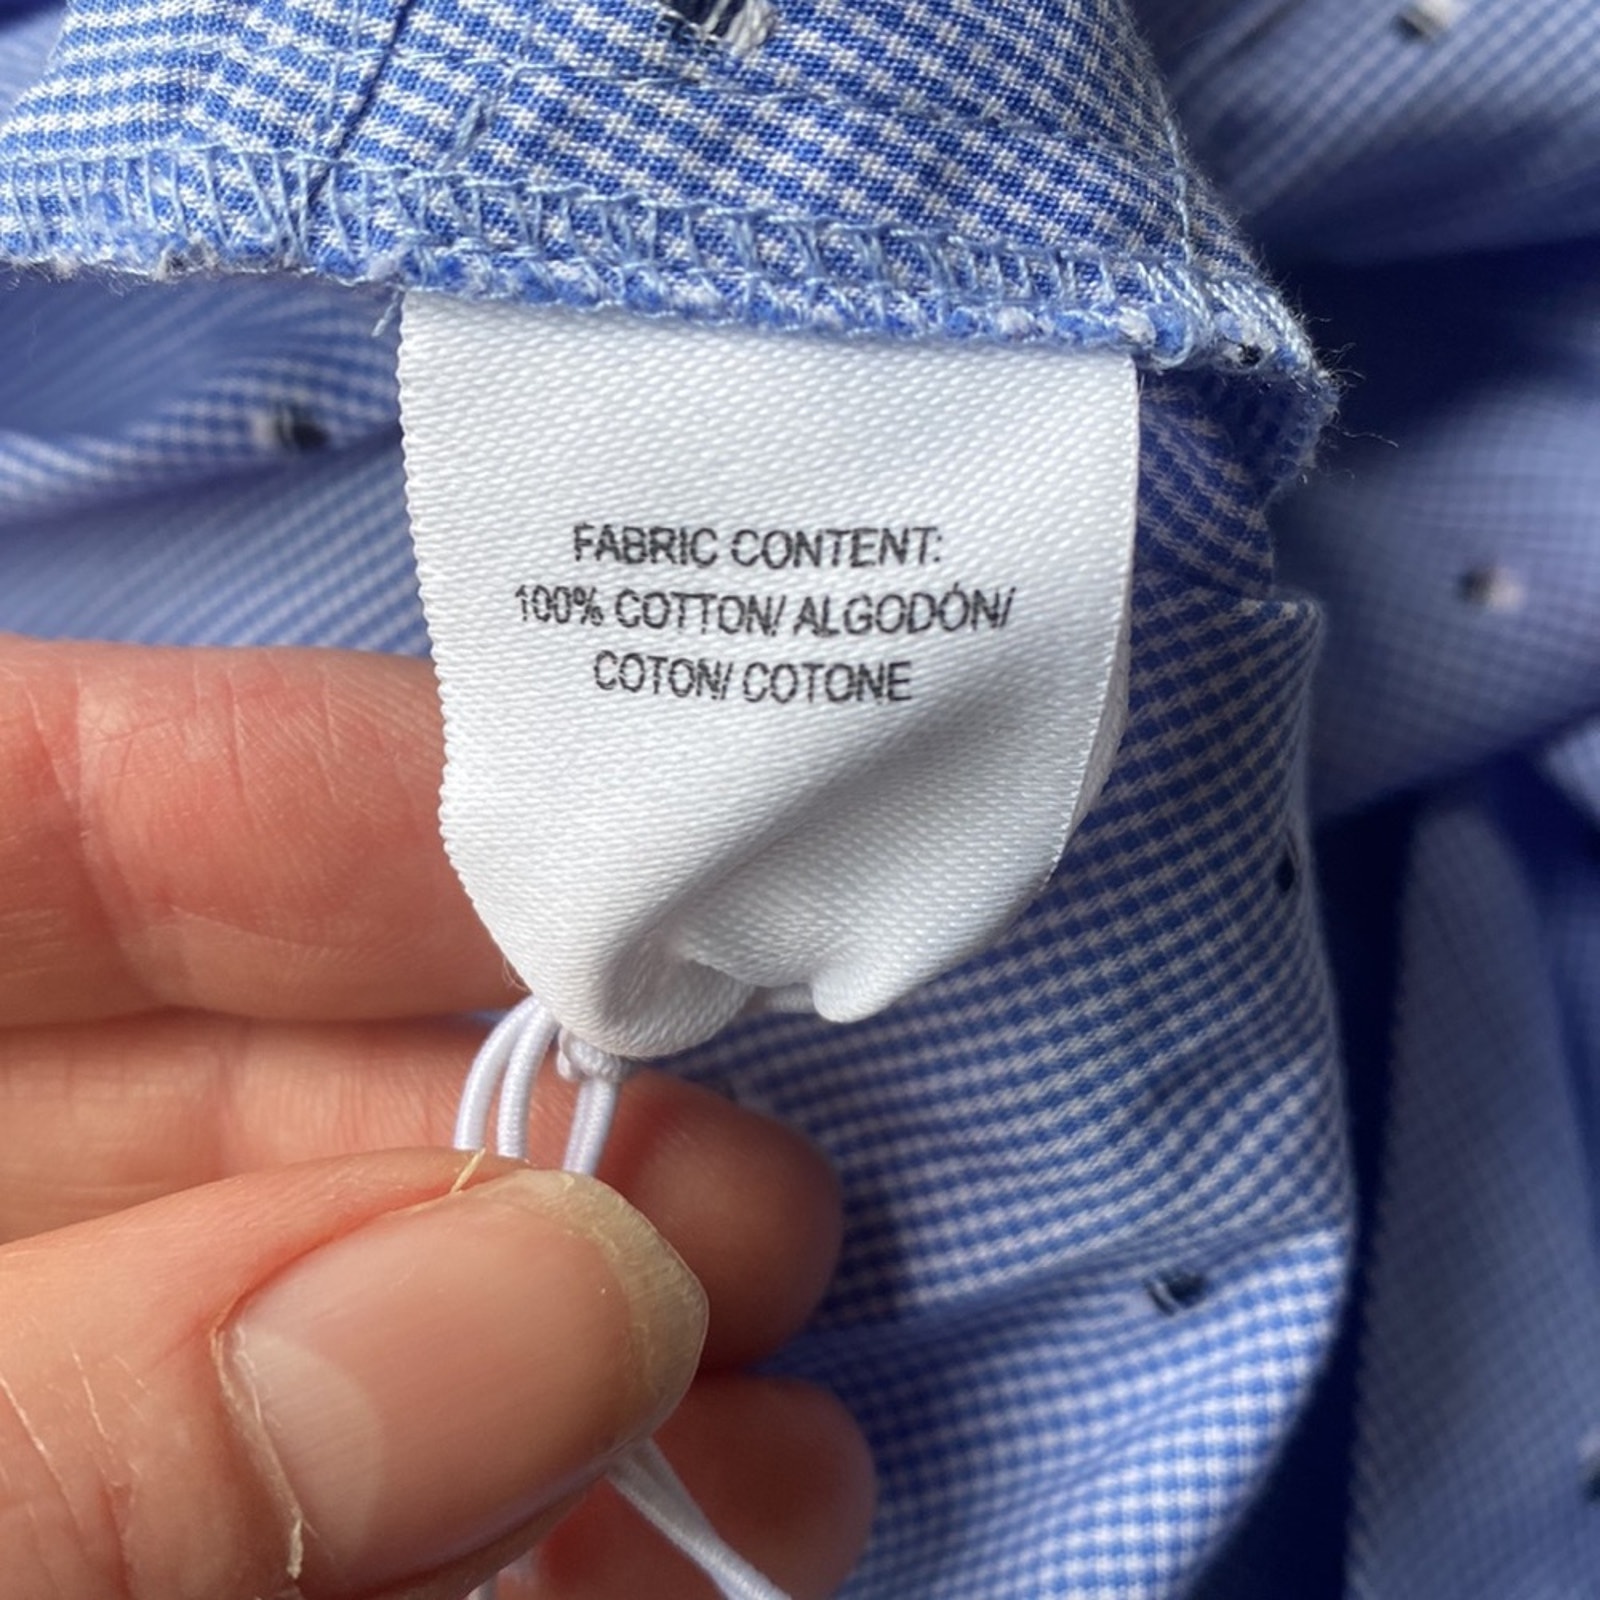 FABRIC CONTENT:
100% COTTON/ ALGODÓN/
COTON/ COTONE